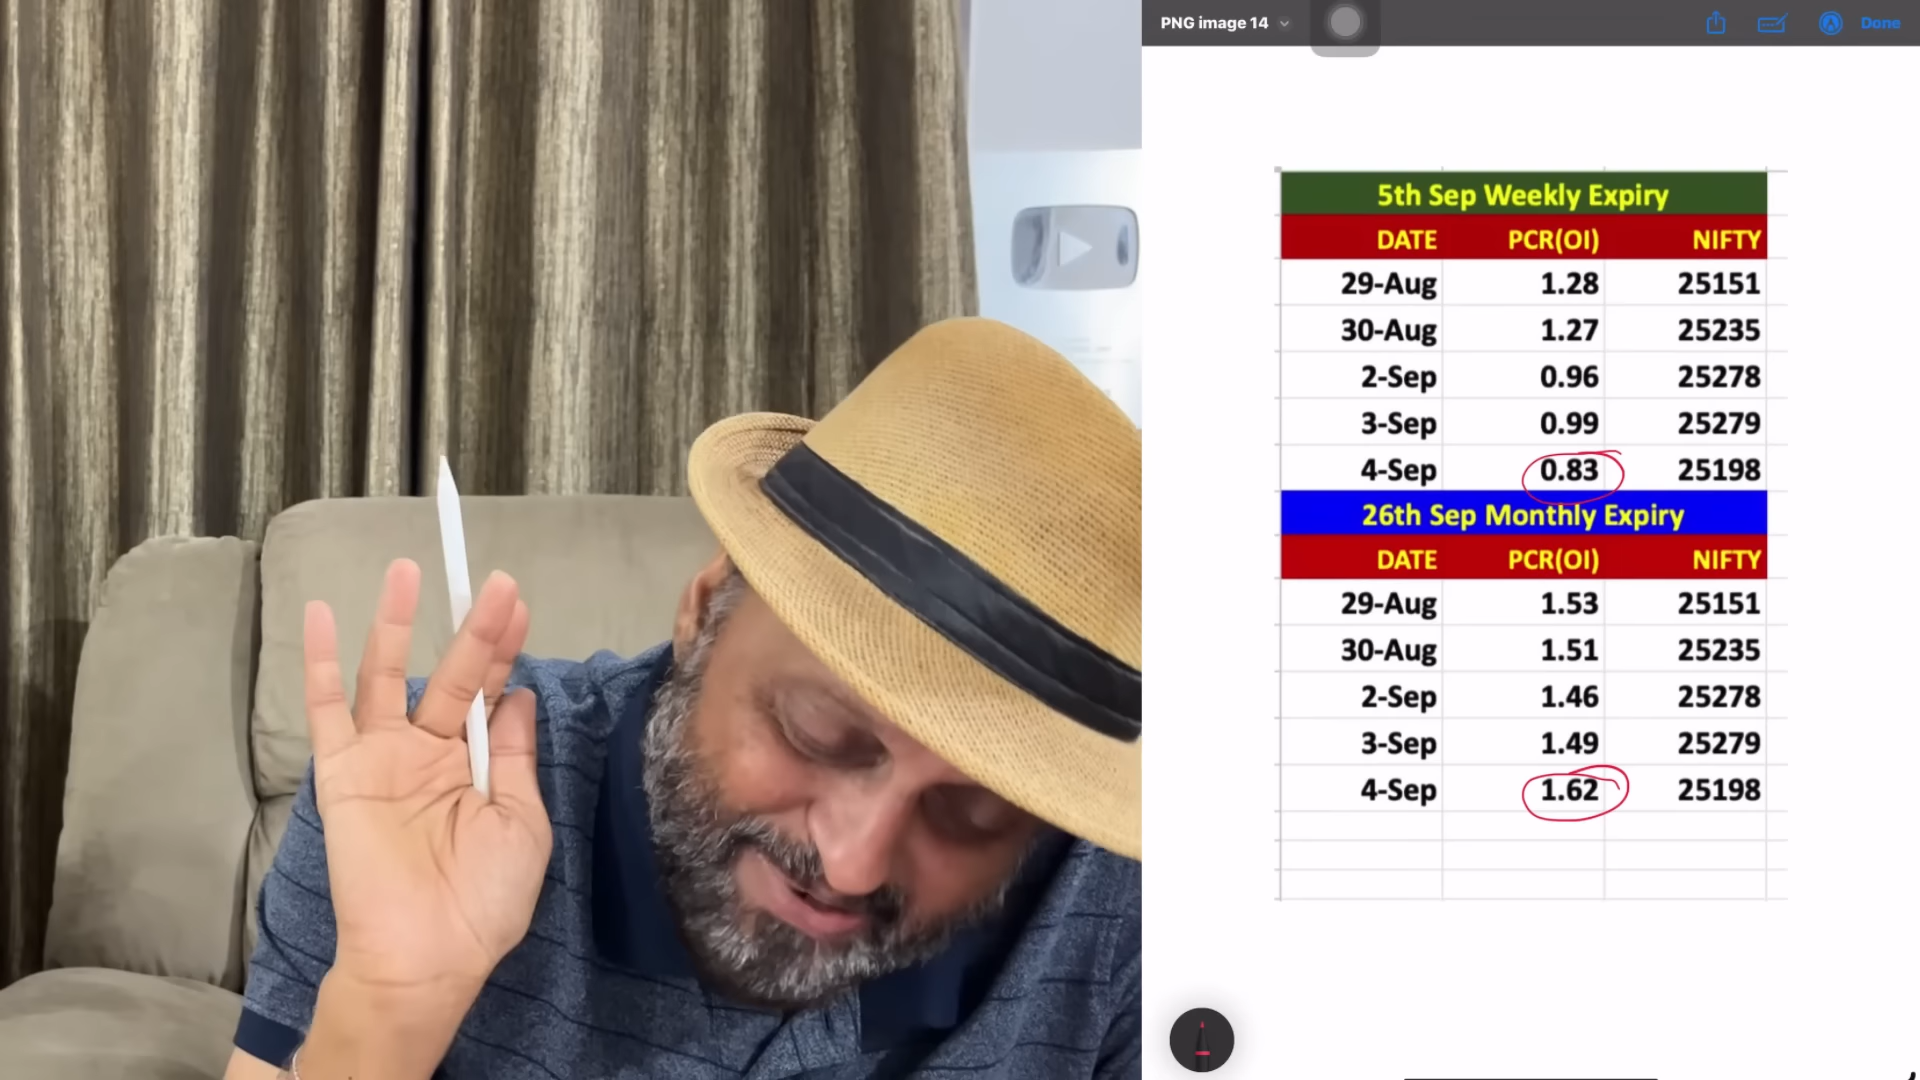 PNG image 14
Done
5th Sep Weekly Expiry
DATE PCR(OI) NIFTY
29-Aug 1.28 25151
30-Aug 1.27 25235
2-Sep 0.96 25278
3-Sep 0.99 25279
4-Sep 0.83 25198
26th Sep Monthly Expiry
DATE PCR(OI) NIFTY
29-Aug 1.53 25151
30-Aug 1.51 25235
2-Sep 1.46 25278
3-Sep 1.49 25279
4-Sep 1.62 25198